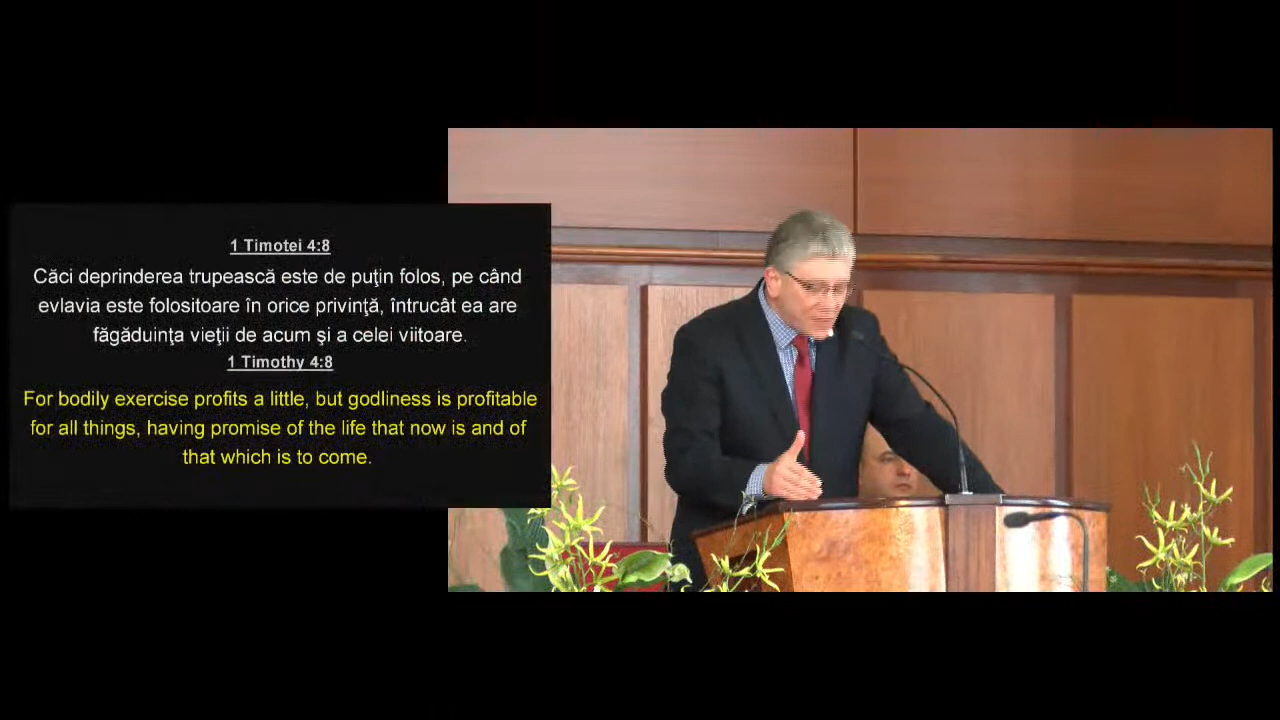 1 Timotei 4:8
Căci deprinderea trupească este de puţin folos, pe când
evlavia este folositoare în orice privinţă, întrucât ea are
făgăduinţa vieţii de acum şi a celei viitoare.
1 Timothy 4:8
For bodily exercise profits a little, but godliness is profitable
for all things, having promise of the life that now is and of
that which is to come.